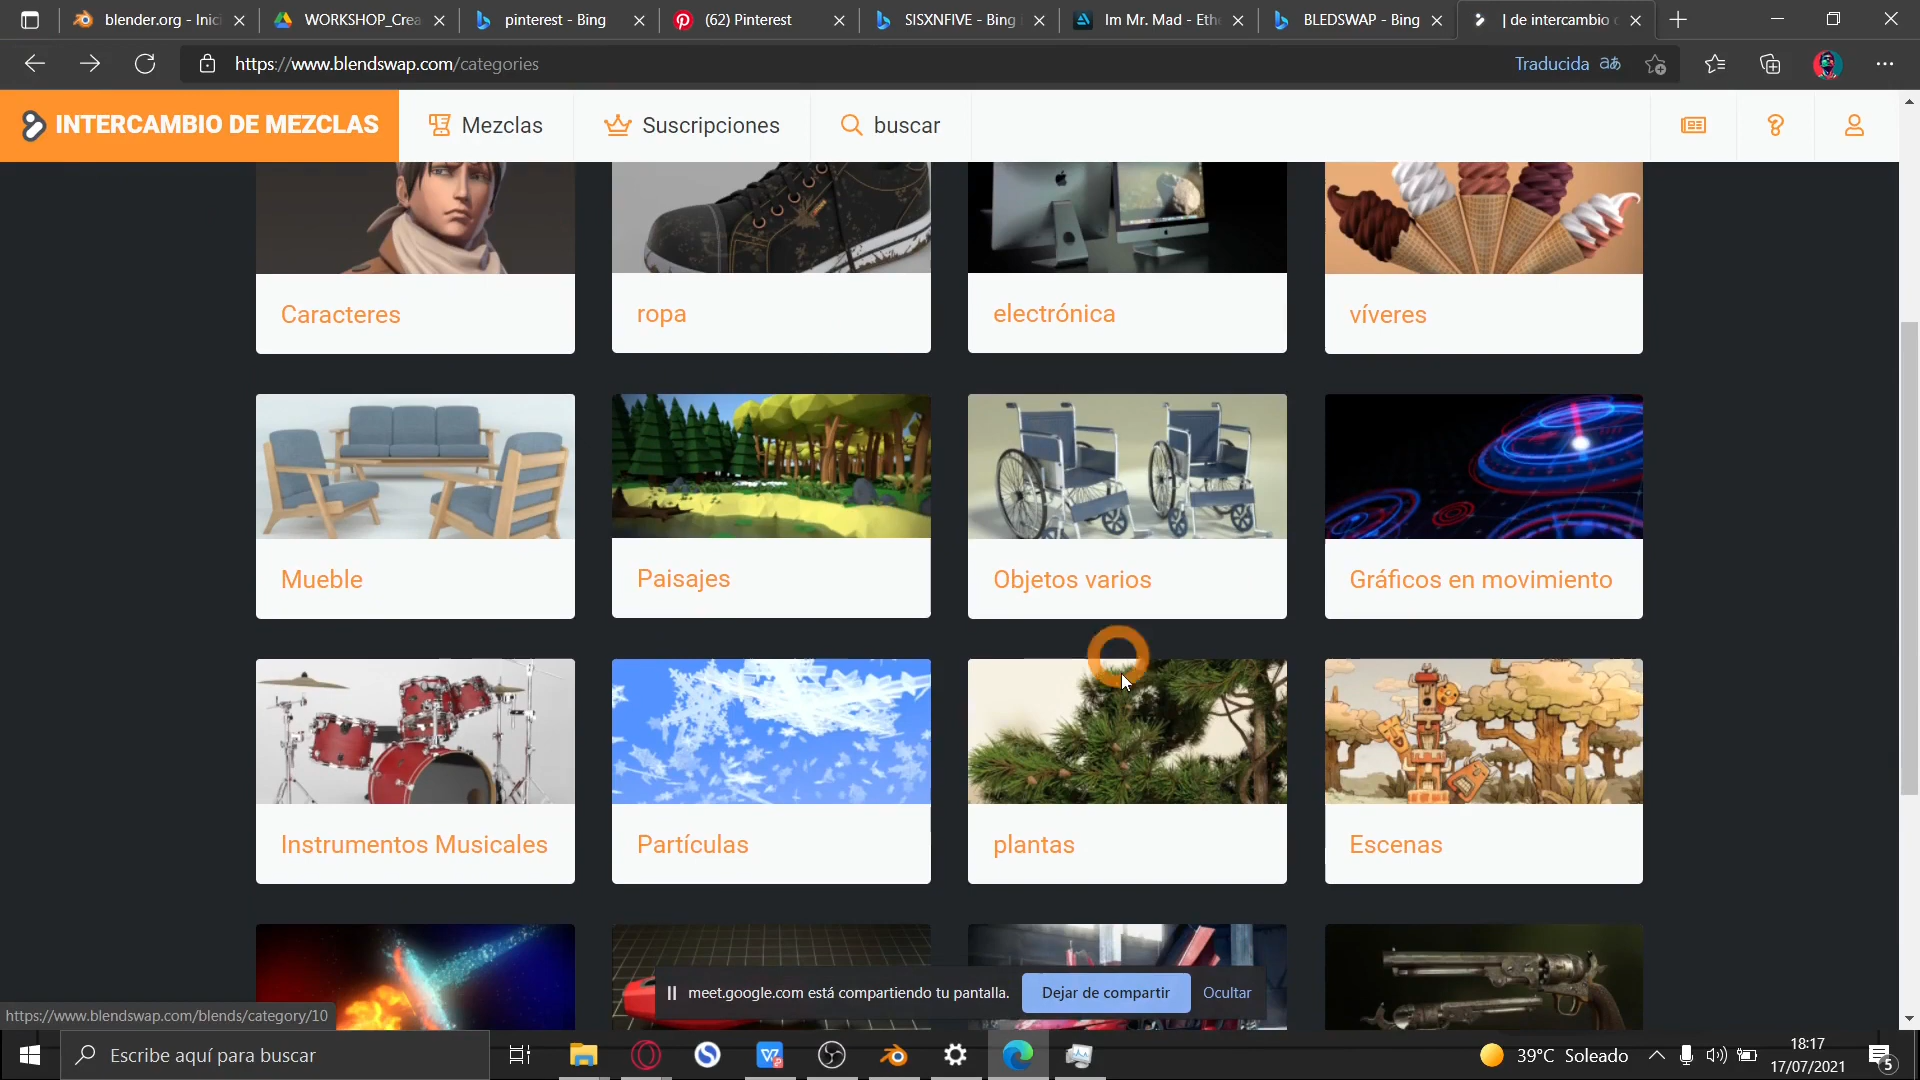 blender.org - Inici
WORKSHOP_Crea
pinterest - Bing
(62) Pinterest
SISXNFIVE - Bing
Im Mr. Mad - Ethe
BLEDSWAP - Bing
| de intercambio
https://www.blendswap.com/categories
Traducida
INTERCAMBIO DE MEZCLAS
Mezclas
Suscripciones
buscar
Caracteres
ropa
electrónica
víveres
Mueble
Paisajes
Objetos varios
Gráficos en movimiento
Instrumentos Musicales
Partículas
plantas
Escenas
meet.google.com está compartiendo tu pantalla.
Dejar de compartir
Ocultar
https://www.blendswap.com/blends/category/10
Escribe aquí para buscar
39°C Soleado
18:17
17/07/2021
5